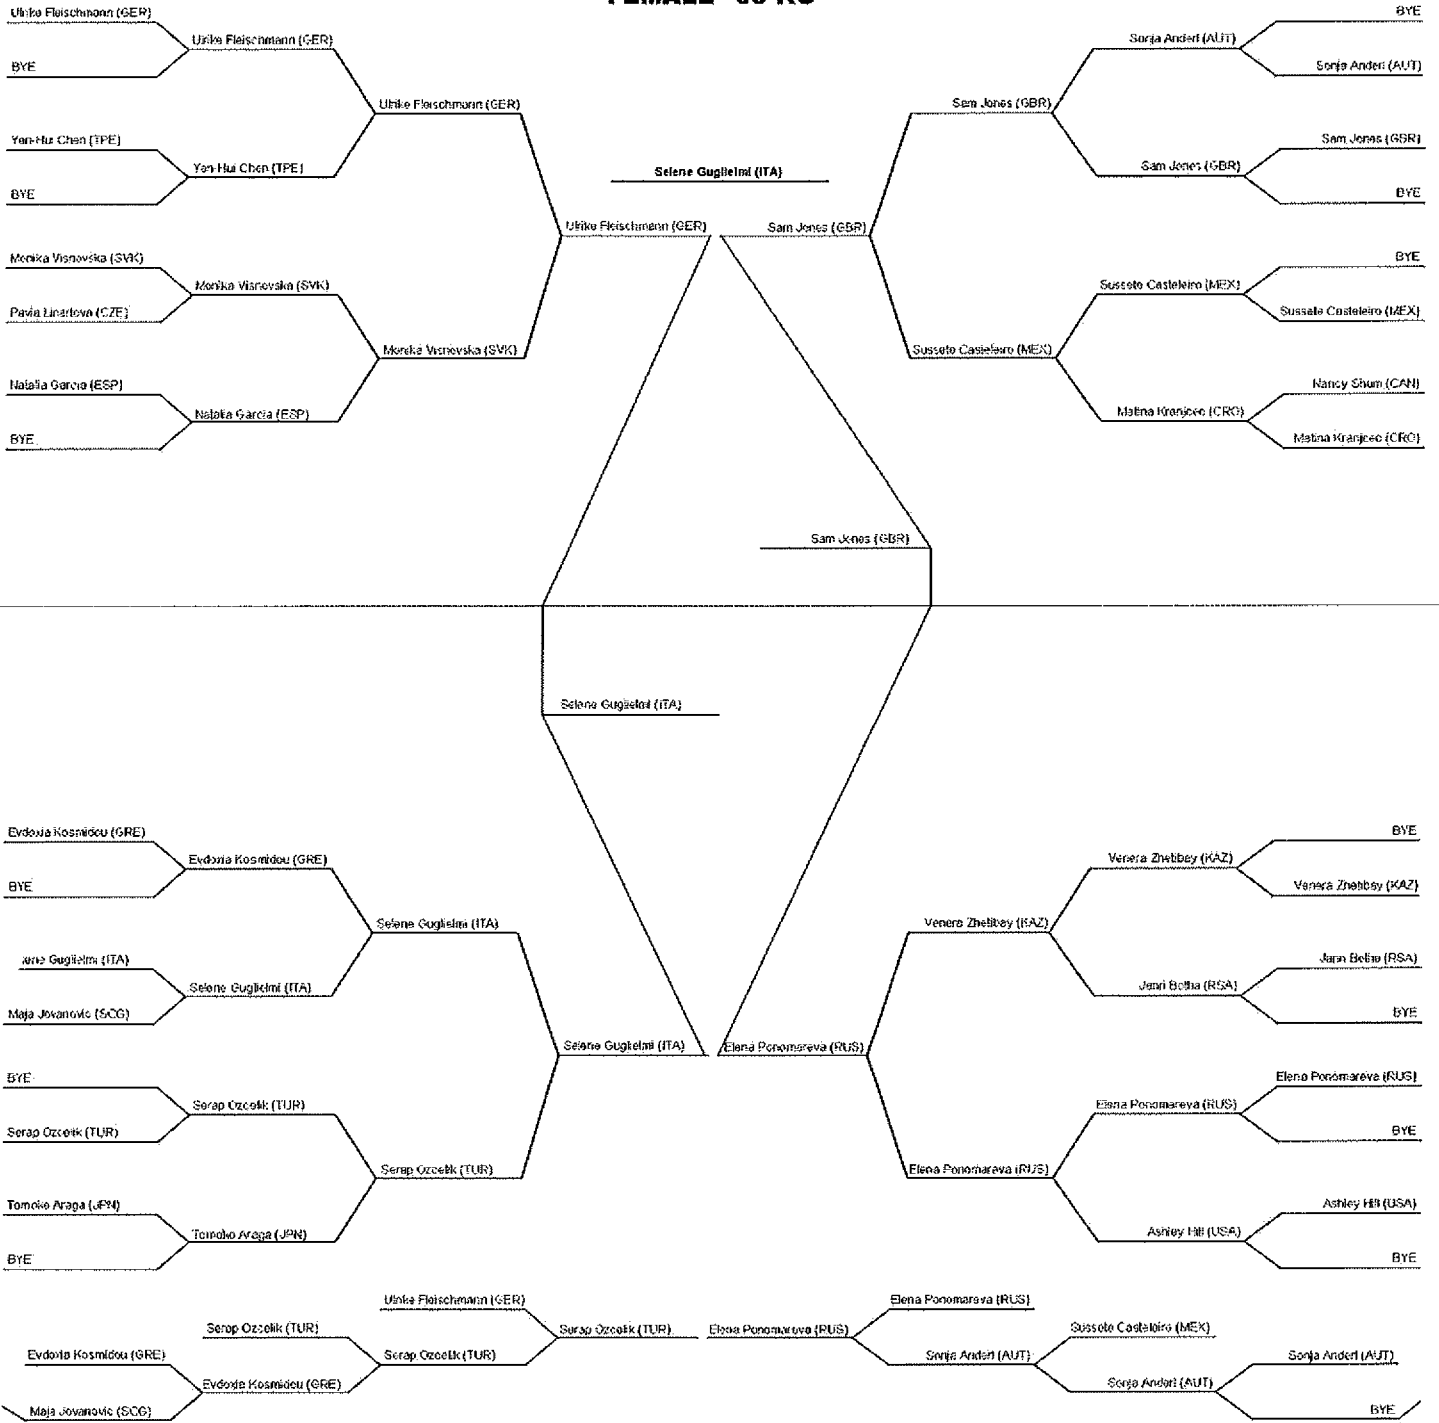 Ulrike Fleischmann (GER)
BYE
Ulrike Fleischmann (GER)
Yen-Hui Chen (TPE)
BYE
Yen-Hui Chen (TPE)
Ulrike Fleischmann (GER)
Monika Visnovska (SVK)
Pavla Linartova (CZE)
Monika Visnovska (SVK)
Natalia Garcia (ESP)
BYE
Natalia Garcia (ESP)
Monika Visnovska (SVK)
Ulrike Fleischmann (GER)
Selene Guglielmi (ITA)
Sam Jones (GBR)
Sam Jones (GBR)
Sonja Anderl (AUT)
BYE
Sonja Anderl (AUT)
Sam Jones (GBR)
Sam Jones (GBR)
BYE
Sussete Casteleiro (MEX)
Sussete Casteleiro (MEX)
BYE
Sussete Casteleiro (MEX)
Matina Kranjcec (CRO)
Nancy Shum (CAN)
Matina Kranjcec (CRO)
Sam Jones (GBR)
Selene Guglielmi (ITA)
Evdoxia Kosmidou (GRE)
BYE
Evdoxia Kosmidou (GRE)
Guglielmi (ITA)
Maja Jovanovic (SCG)
Selene Guglielmi (ITA)
Selene Guglielmi (ITA)
BYE
Serap Ozcelik (TUR)
Serap Ozcelik (TUR)
Tomoko Araga (JPN)
BYE
Tomoko Araga (JPN)
Serap Ozcelik (TUR)
Selene Guglielmi (ITA)
Elena Ponomareva (RUS)
Venera Zhetibay (KAZ)
Venera Zhetibay (KAZ)
BYE
Venera Zhetibay (KAZ)
Jenri Botha (RSA)
BYE
Elena Ponomareva (RUS)
Elena Ponomareva (RUS)
Elena Ponomareva (RUS)
BYE
Ashley Hill (USA)
Ashley Hill (USA)
BYE
Ulrike Fleischmann (GER)
Serap Ozcelik (TUR)
Evdoxia Kosmidou (GRE)
Maja Jovanovic (SCG)
Evdoxia Kosmidou (GRE)
Serap Ozcelik (TUR)
Serap Ozcelik (TUR)
Elena Ponomareva (RUS)
Elena Ponomareva (RUS)
Sonja Anderl (AUT)
Sussete Casteleiro (MEX)
Sonja Anderl (AUT)
Sonja Anderl (AUT)
BYE